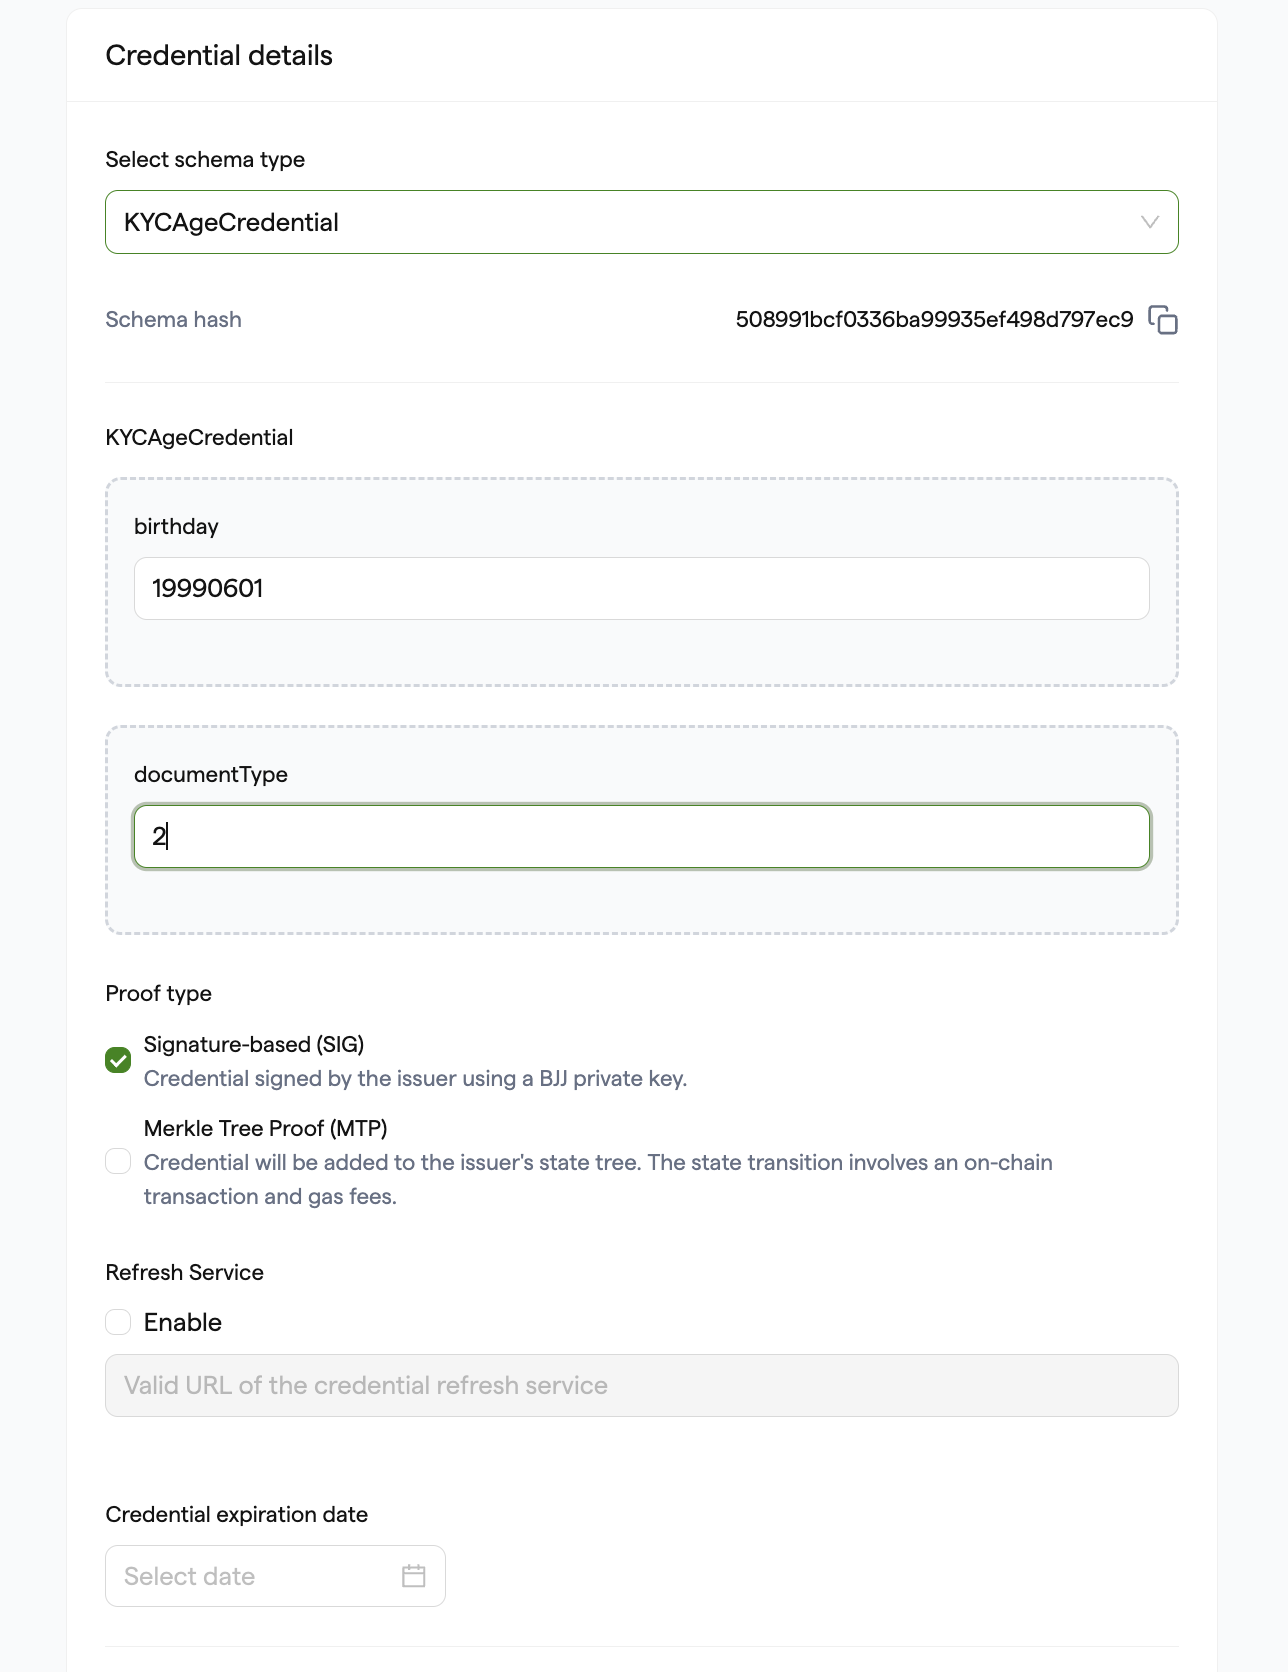 Credential details
Select schema type
KYCAgeCredential
Schema hash
508991bcf0336ba99935ef498d797ec9
KYCAgeCredential
birthday
19990601
documentType
2
Proof type
Signature-based (SIG)
Credential signed by the issuer using a BJJ private key.
Merkle Tree Proof (MTP)
Credential will be added to the issuer's state tree. The state transition involves an on-chain
transaction and gas fees.
Refresh Service
Enable
Valid URL of the credential refresh service
Credential expiration date
Select date